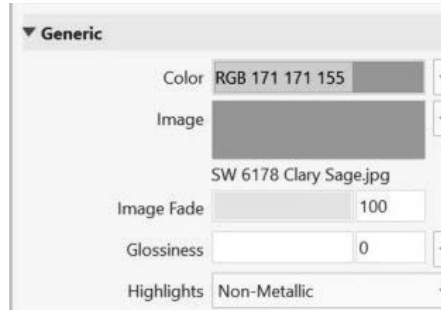 Generic
Color RGB 171 171 155
Image
SW 6178 Clary Sage.jpg
Image Fade 100
Glossiness 0
Highlights Non-Metallic